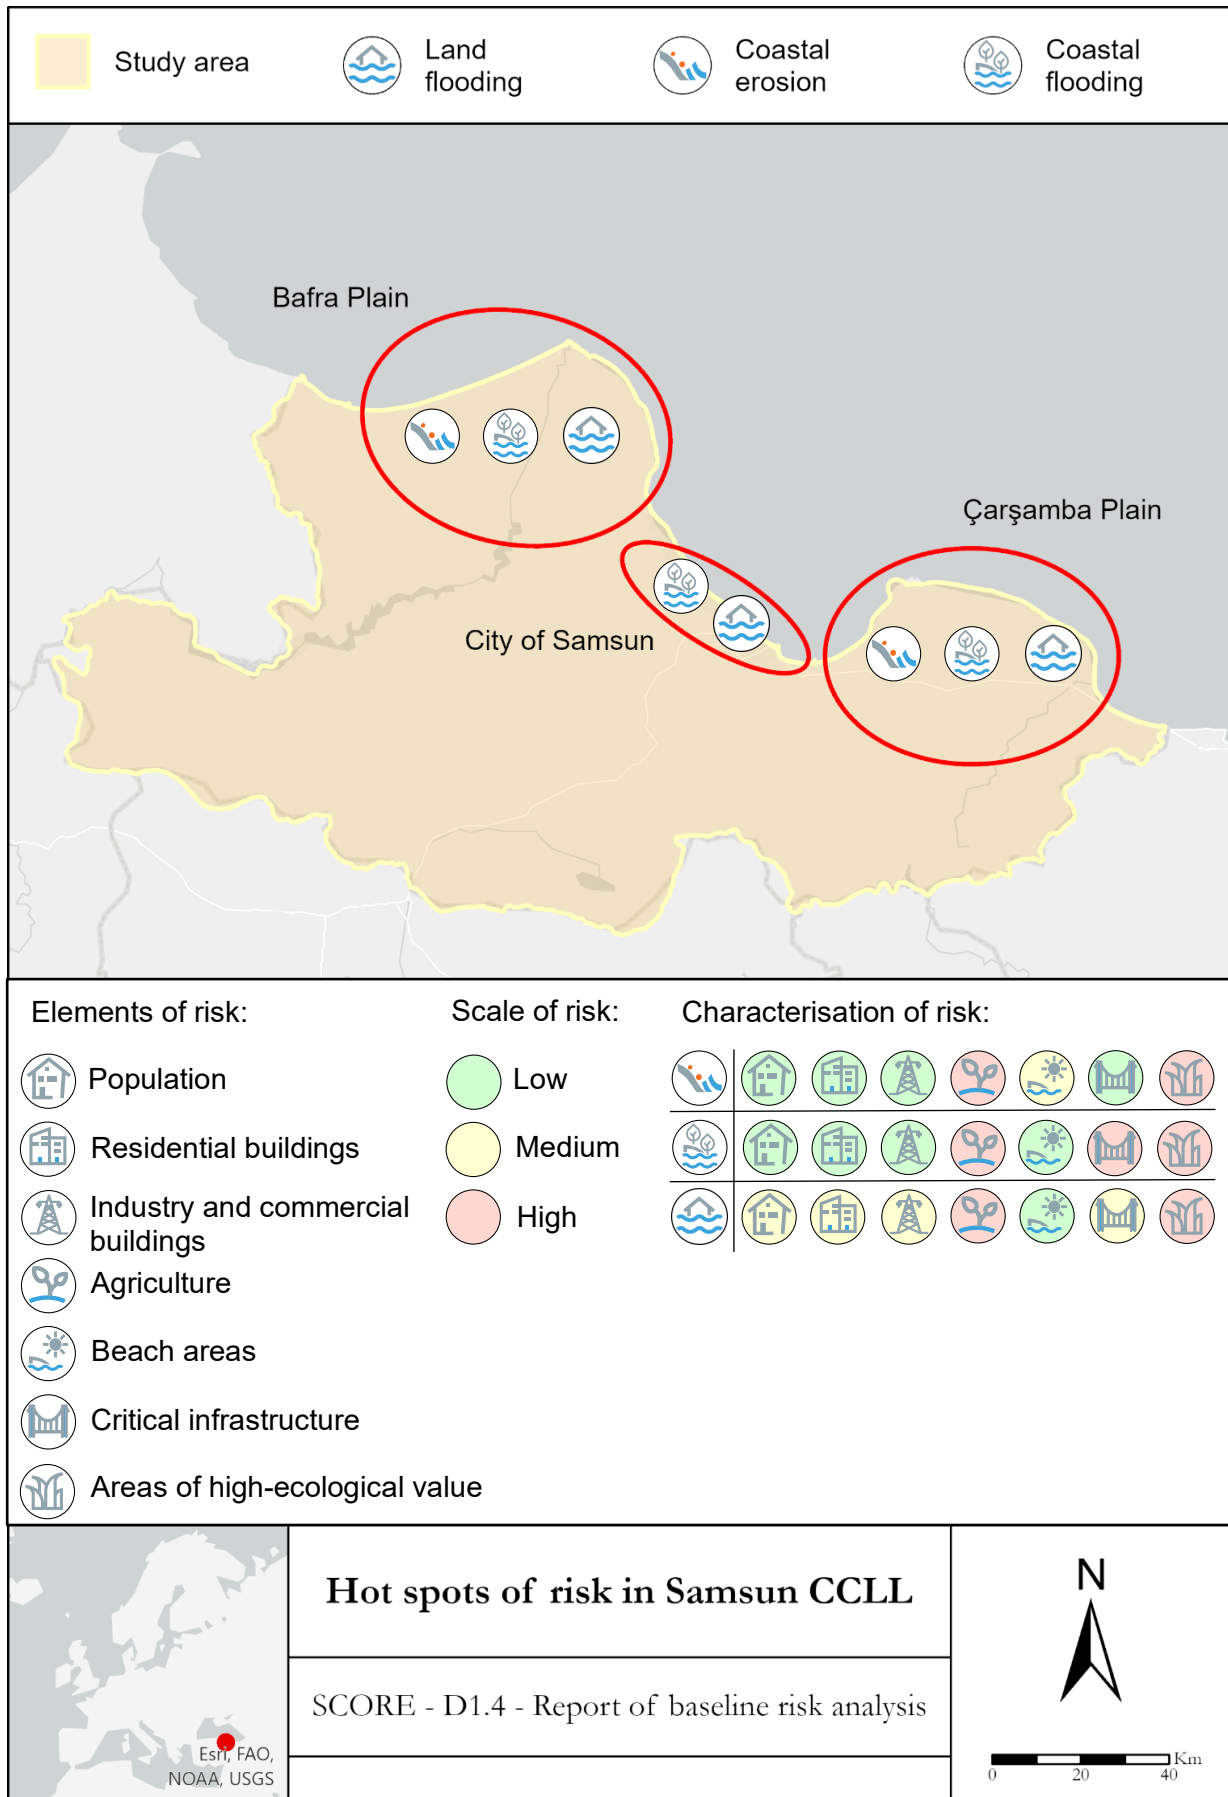 Study area
Land
flooding
Coastal
erosion
Coastal
flooding
Bafra Plain
Çarşamba Plain
City of Samsun
Elements of risk:
Population
Residential buildings
Industry and commercial
buildings
Agriculture
Beach areas
Critical infrastructure
Areas of high-ecological value
Scale of risk:
Low
Medium
High
Characterisation of risk:
Esri, FAO,
NOAA, USGS
Hot spots of risk in Samsun CCLL
SCORE - D1.4 - Report of baseline risk analysis
N
Km
0 20 40